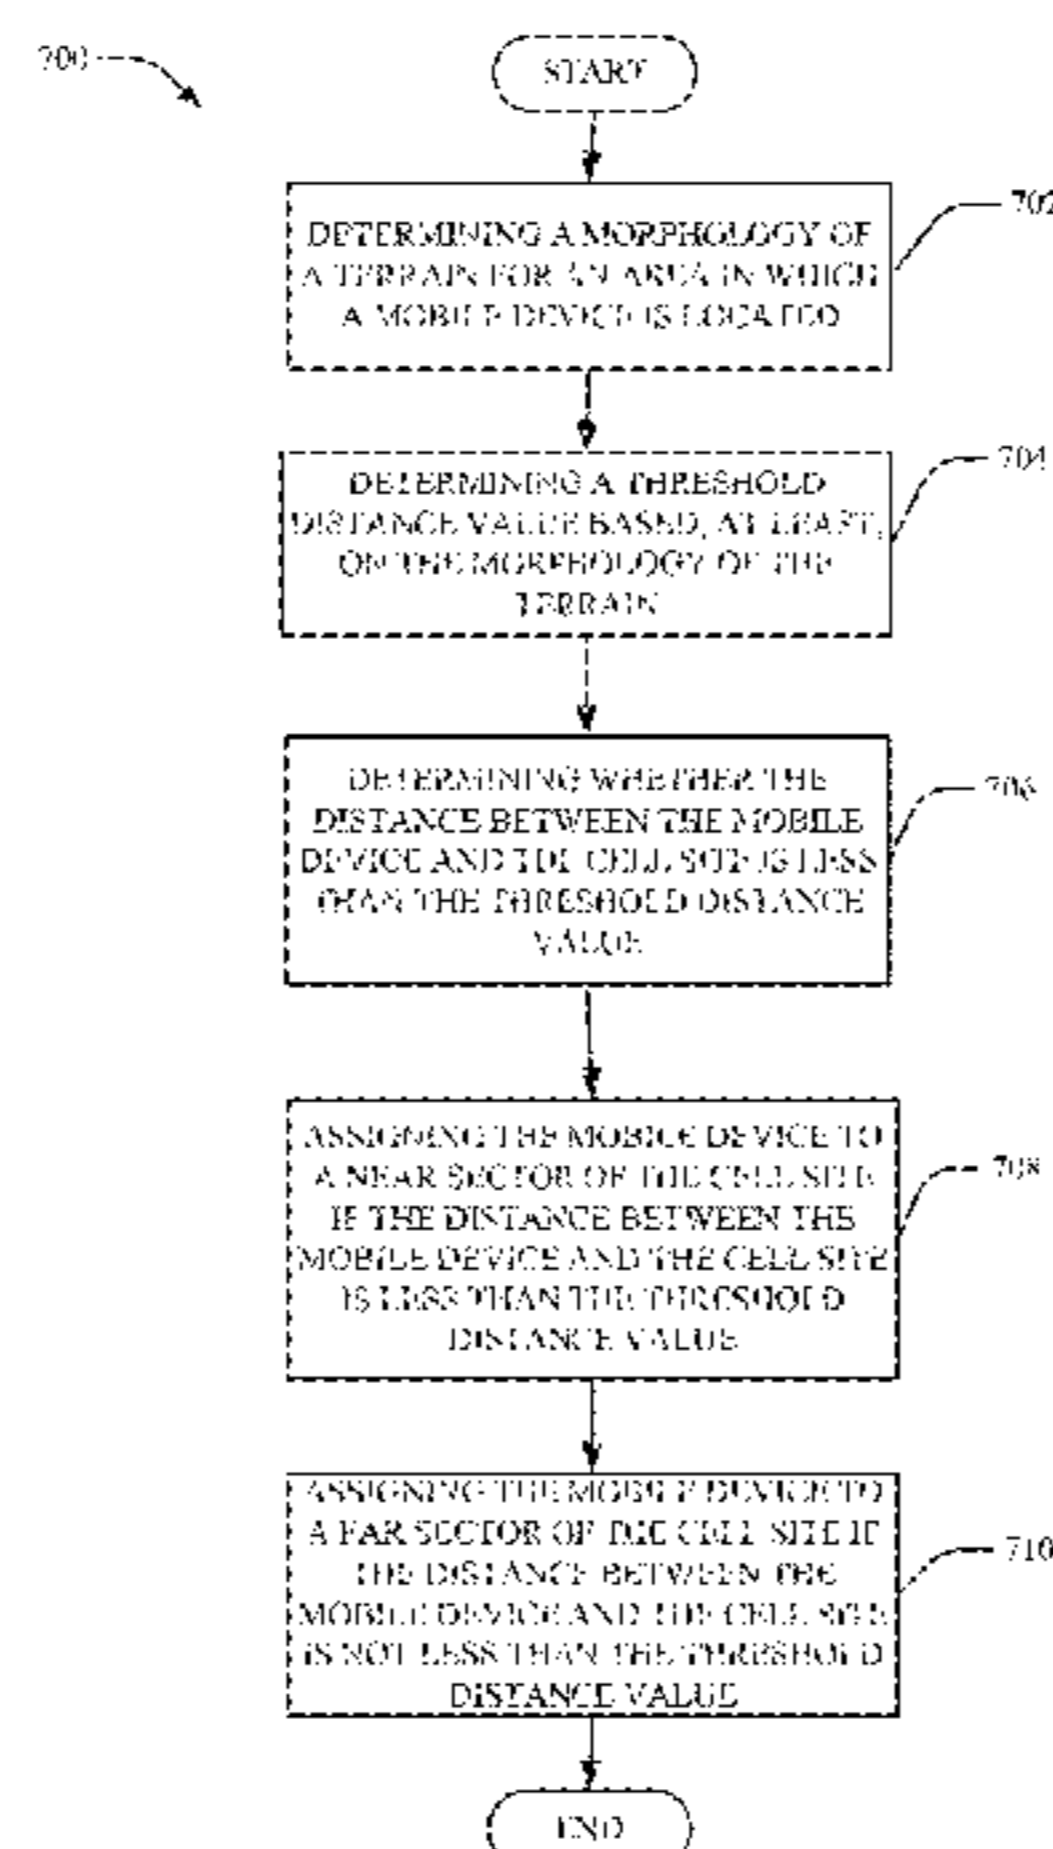 700
START
702
DETERMINING A MORPHOLOGY OF
A TERRAIN FOR AN AREA IN WHICH
A MOBILE DEVICE IS LOCATED
704
DETERMINING A THRESHOLD
DISTANCE VALUE BASED, AT LEAST,
ON THE MORPHOLOGY OF THE
TERRAIN
706
DETERMINING WHETHER THE
DISTANCE BETWEEN THE MOBILE
DEVICE AND THE CELL SITE IS LESS
THAN THE THRESHOLD DISTANCE
VALUE
708
ASSIGNING THE MOBILE DEVICE TO
A NEAR SECTOR OF THE CELL SITE
IF THE DISTANCE BETWEEN THE
MOBILE DEVICE AND THE CELL SITE
IS LESS THAN THE THRESHOLD
DISTANCE VALUE
710
ASSIGNING THE MOBILE DEVICE TO
A FAR SECTOR OF THE CELL SITE IF
THE DISTANCE BETWEEN THE
MOBILE DEVICE AND THE CELL SITE
IS NOT LESS THAN THE THRESHOLD
DISTANCE VALUE
END